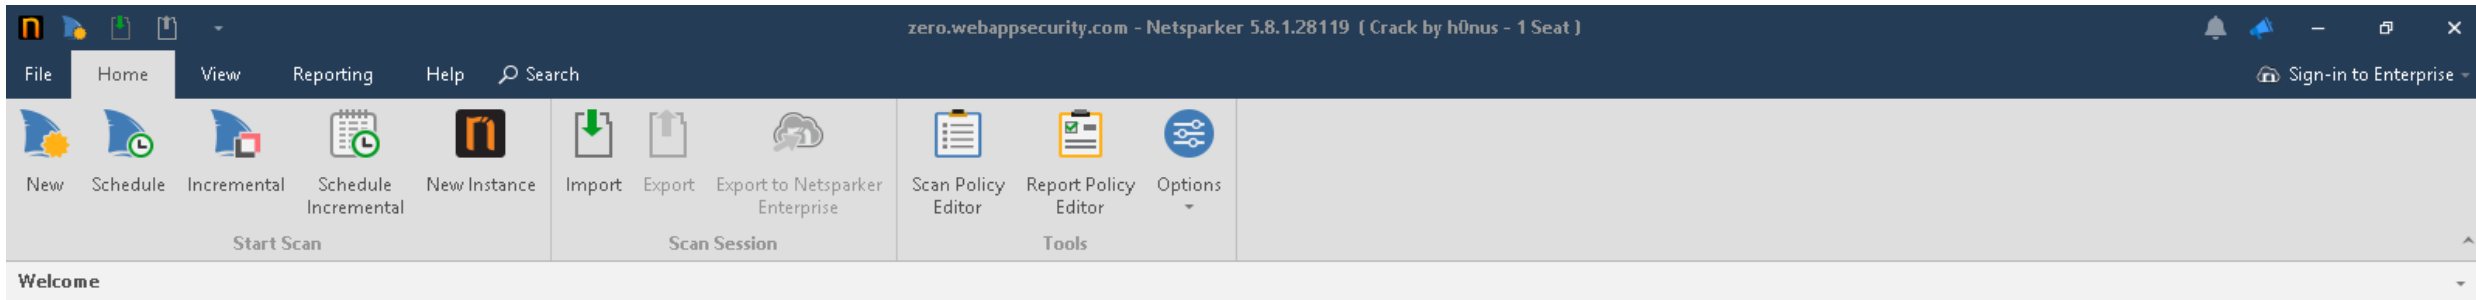 zero.webappsecurity.com - Netsparker 5.8.1.28119 ( Crack by h0nus - 1 Seat )
File Home View Reporting Help Search Sign-in to Enterprise
New Schedule Incremental Schedule Incremental New Instance Import Export Export to Netsparker Enterprise Scan Policy Editor Report Policy Editor Options
Start Scan Scan Session Tools
Welcome